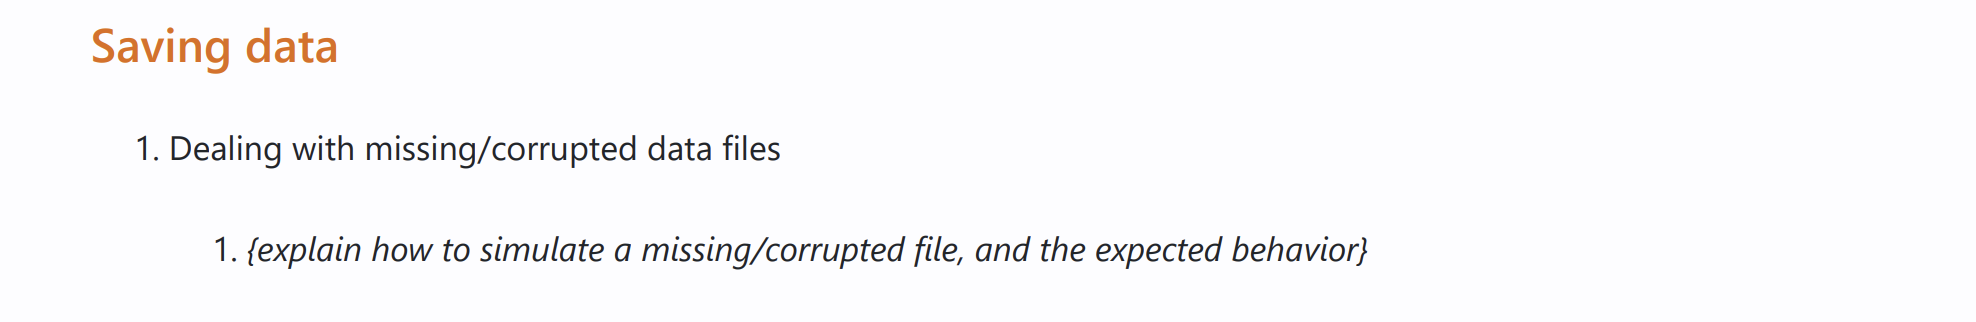 Saving data
1. Dealing with missing/corrupted data files
1. {explain how to simulate a missing/corrupted file, and the expected behavior}